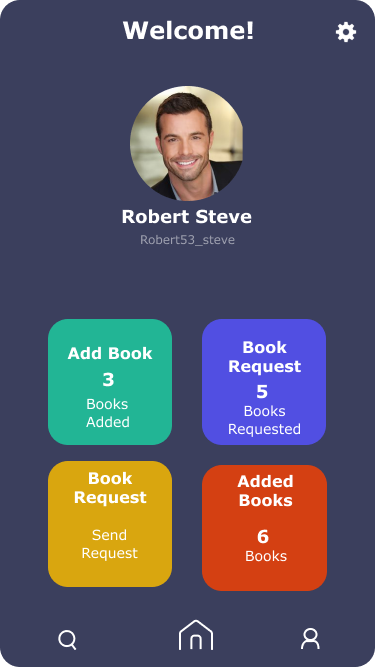 Welcome!
Robert Steve
Robert53_steve
Add Book
3
Books
Added
Book
Request
5
Books
Requested
Book
Request
Send
Request
Added
Books
6
Books